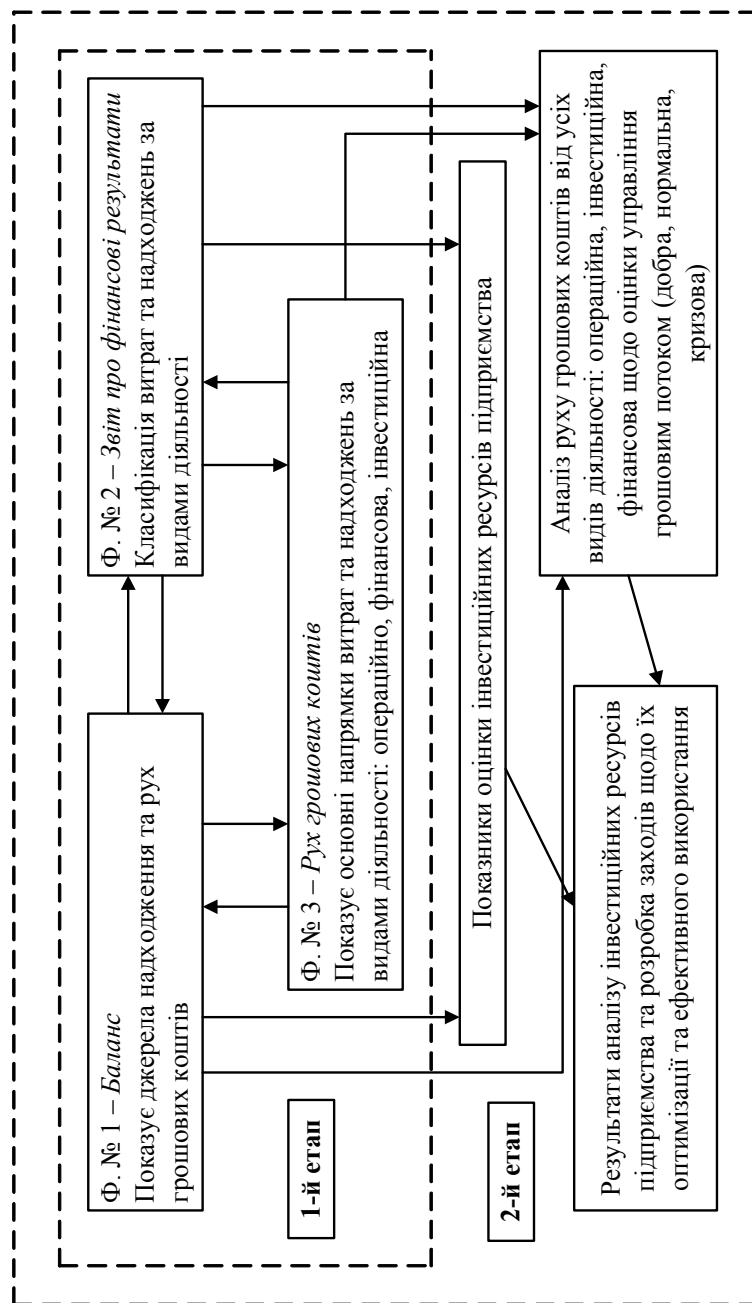 Ф. № 1 – Баланс
Показує джерела надходження та рух
грошових коштів
Ф. № 2 – Звіт про фінансові результати
Класифікація витрат та надходжень за
видами діяльності
Ф. № 3 – Рух грошових коштів
Показує основні напрямки витрат та надходжень за
видами діяльності: операційно, фінансова, інвестиційна
1-й етап
Показники оцінки інвестиційних ресурсів підприємства
2-й етап
Результати аналізу інвестиційних ресурсів
підприємства та розробка заходів щодо їх
оптимізації та ефективного використання
Аналіз руху грошових коштів від усіх
видів діяльності: операційна, інвестиційна,
фінансова щодо оцінки управління
грошовим потоком (добра, нормальна,
кризова)